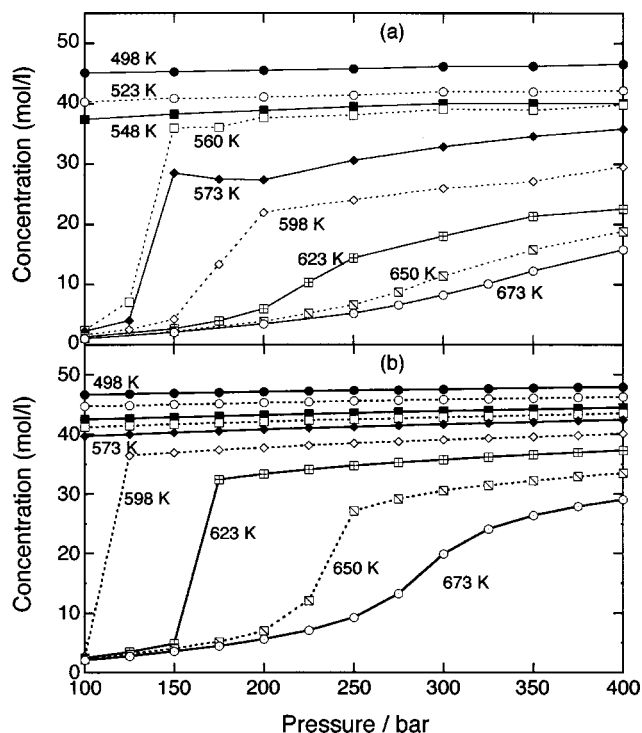 50
(a)
498 K
40
523 K
548 K
560 K
30
573 K
598 K
20
623 K
10
650 K
673 K
0
Concentration (mol/l)
(b)
50
498 K
40
573 K
30
598 K
623 K
20
650 K
673 K
10
0
Concentration (mol/l)
100 150 200 250 300 350 400
Pressure / bar